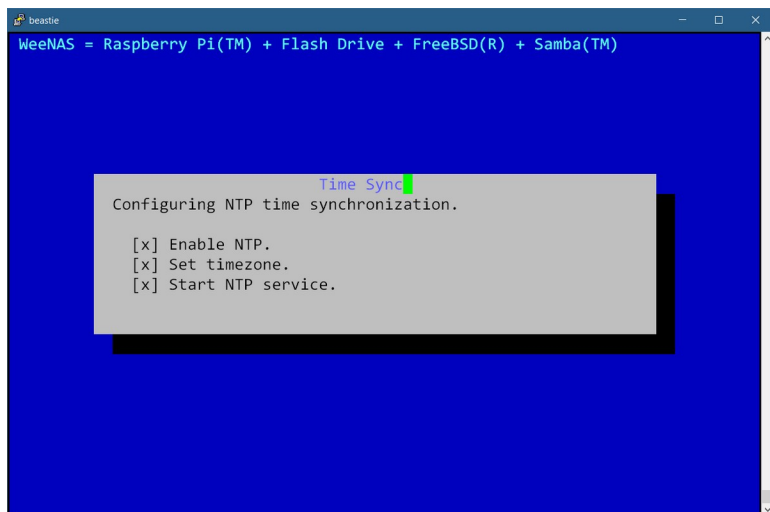 beastie
WeeNAS = Raspberry Pi(TM) + Flash Drive + FreeBSD(R) + Samba(TM)
Time Sync
Configuring NTP time synchronization.
[x] Enable NTP.
[x] Set timezone.
[x] Start NTP service.